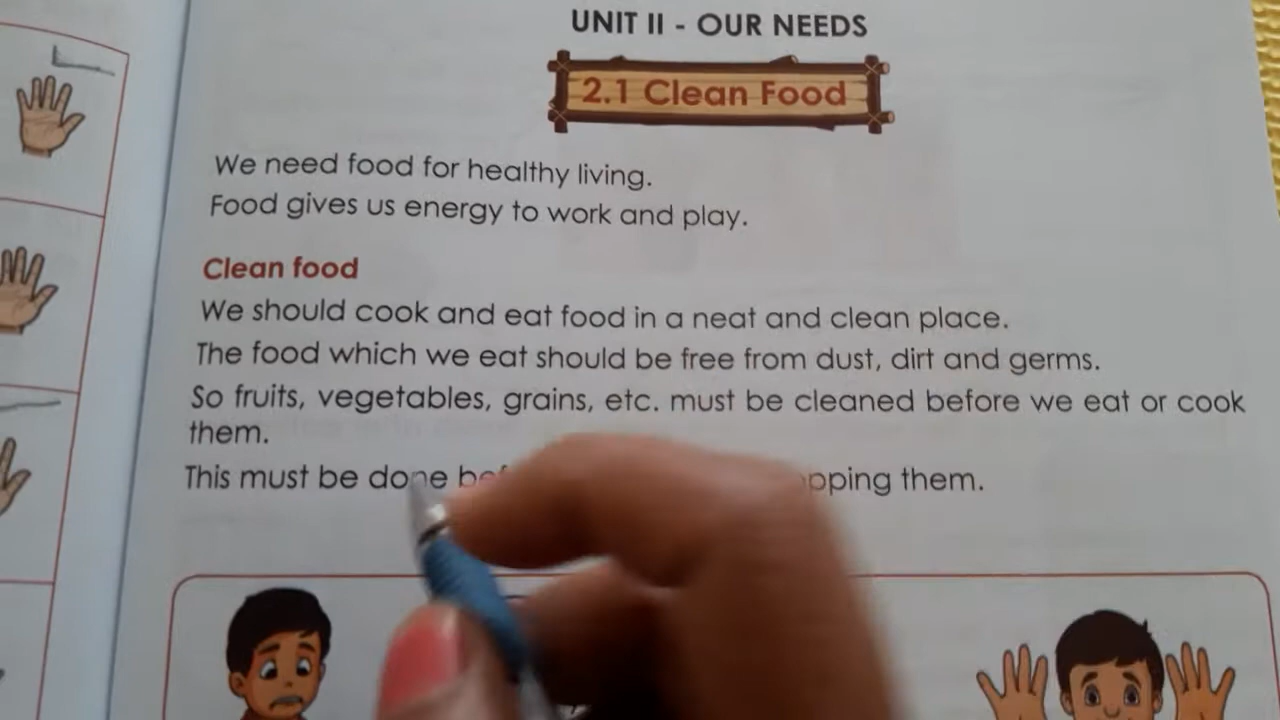 UNIT II - OUR NEEDS
2.1 Clean Food
We need food for healthy living.
Food gives us energy to work and play.
Clean food
We should cook and eat food in a neat and clean place.
The food which we eat should be free from dust, dirt and germs.
So fruits, vegetables, grains, etc. must be cleaned before we eat or cook
them.
This must be done them.